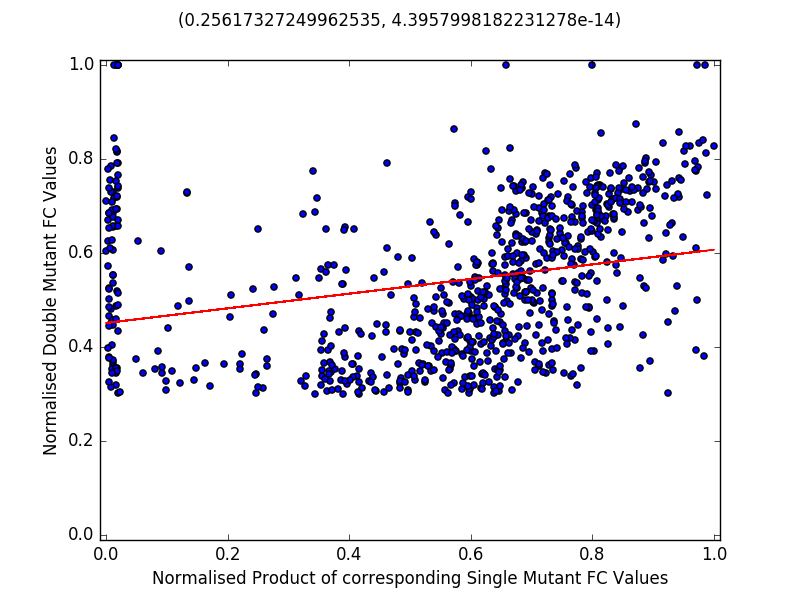 (0.25617327249962535, 4.3957998182231278e-14)
1.0
0.8
0.6
0.4
0.2
0.0
Normalised Double Mutant FC Values
0.0 0.2 0.4 0.6 0.8 1.0
Normalised Product of corresponding Single Mutant FC Values